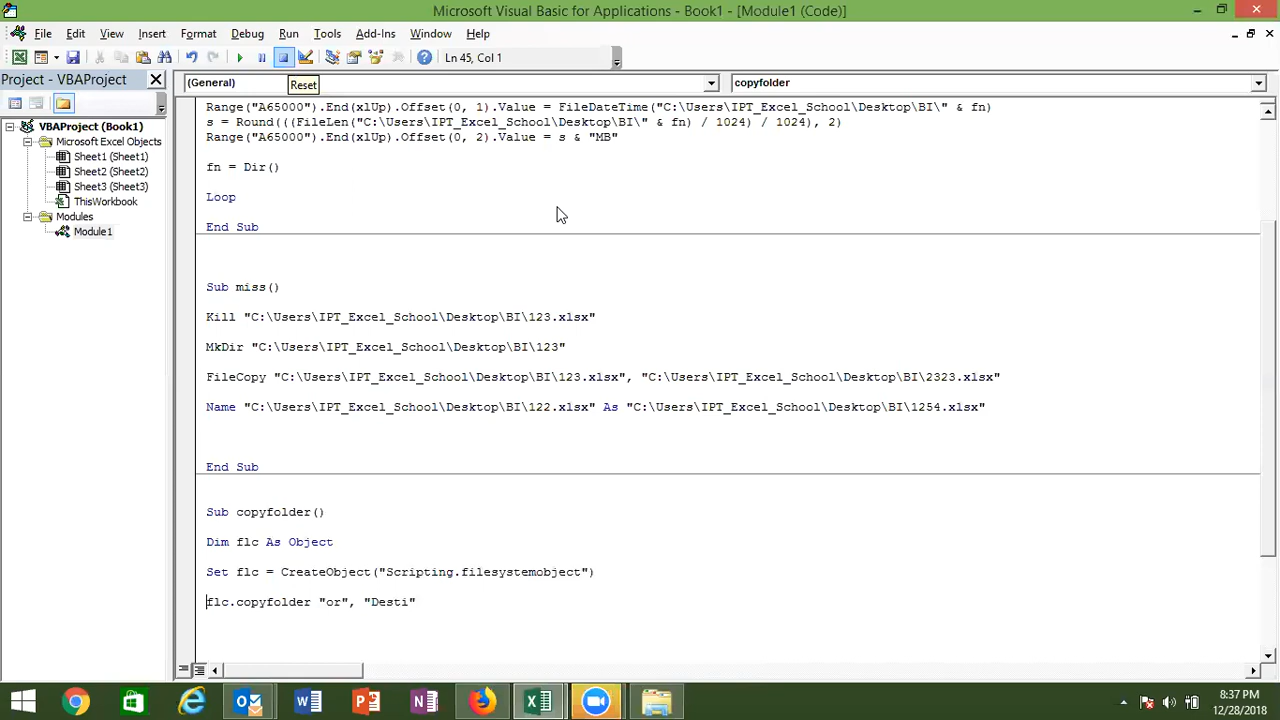 Microsoft Visual Basic for Applications - Book1 - [Module1 (Code)]
File Edit View Insert Format Debug Run Tools Add-Ins Window Help
Ln 45, Col 1
Project - VBAProject
(General)
copyfolder
Reset
VBAProject (Book1)
Microsoft Excel Objects
Sheet1 (Sheet1)
Sheet2 (Sheet2)
Sheet3 (Sheet3)
ThisWorkbook
Modules
Module1
Range("A65000").End(xlUp).Offset(0, 1).Value = FileDateTime("C:\Users\IPT_Excel_School\Desktop\BI\" & fn)
s = Round(((FileLen("C:\Users\IPT_Excel_School\Desktop\BI\" & fn) / 1024) / 1024), 2)
Range("A65000").End(xlUp).Offset(0, 2).Value = s & "MB"
fn = Dir()
Loop
End Sub
Sub miss()
Kill "C:\Users\IPT_Excel_School\Desktop\BI\123.xlsx"
MkDir "C:\Users\IPT_Excel_School\Desktop\BI\123"
FileCopy "C:\Users\IPT_Excel_School\Desktop\BI\123.xlsx", "C:\Users\IPT_Excel_School\Desktop\BI\2323.xlsx"
Name "C:\Users\IPT_Excel_School\Desktop\BI\122.xlsx" As "C:\Users\IPT_Excel_School\Desktop\BI\1254.xlsx"
End Sub
Sub copyfolder()
Dim flc As Object
Set flc = CreateObject("Scripting.filesystemobject")
flc.copyfolder "or", "Desti"
8:37 PM
12/28/2018